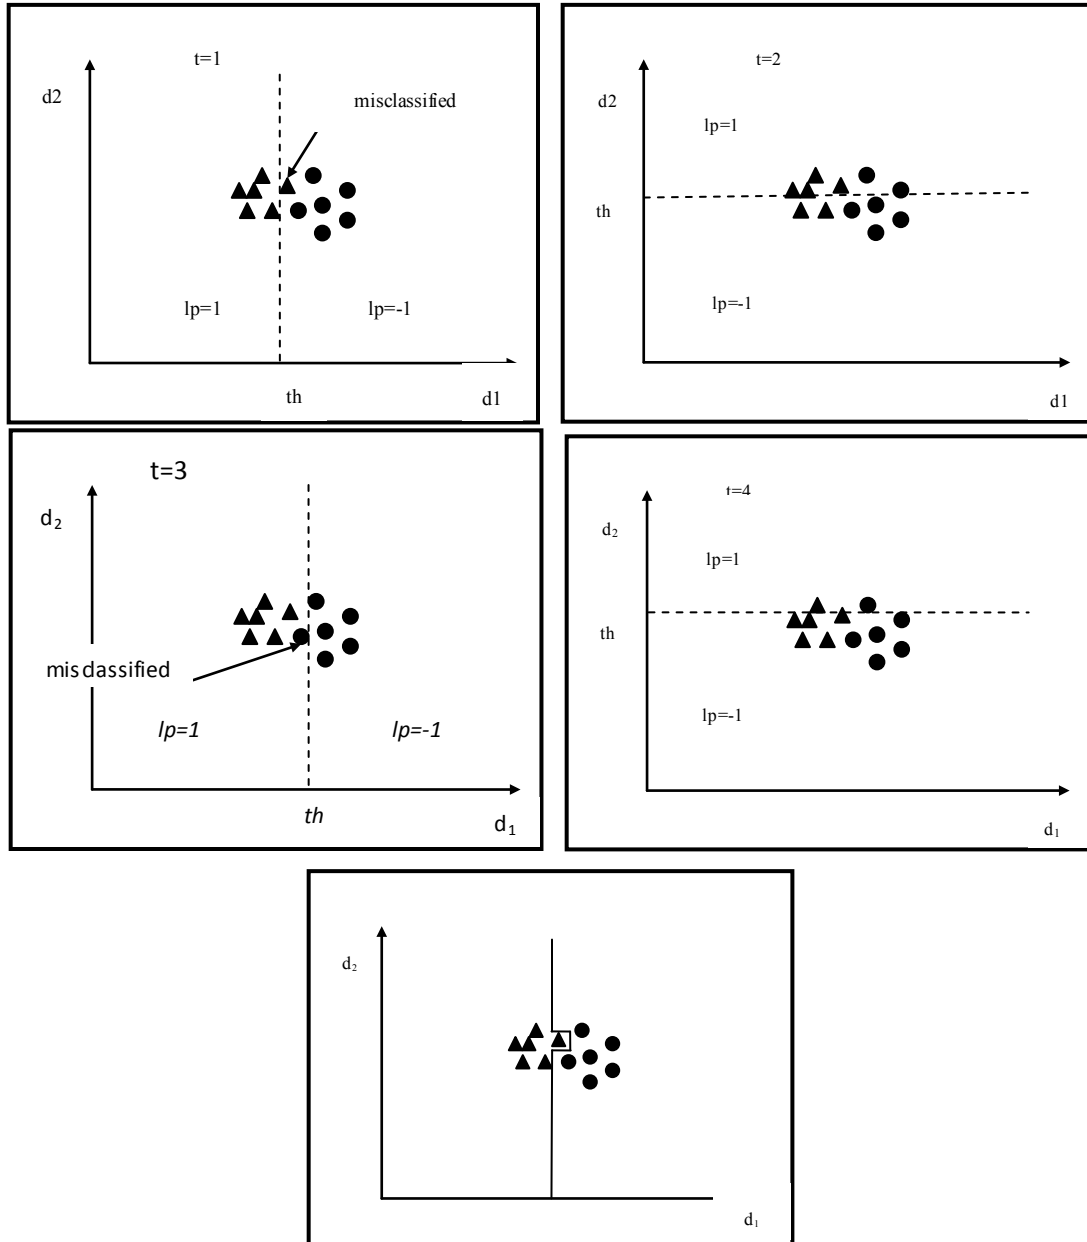 t=1
d2
misclassified
lp=1
lp=-1
th
d1
t=2
d2
lp=1
th
lp=-1
d1
t=3
d₂
misclassified
lp=1
lp=-1
th
d₁
t=4
d₂
lp=1
th
lp=-1
d₁
d₂
d₁